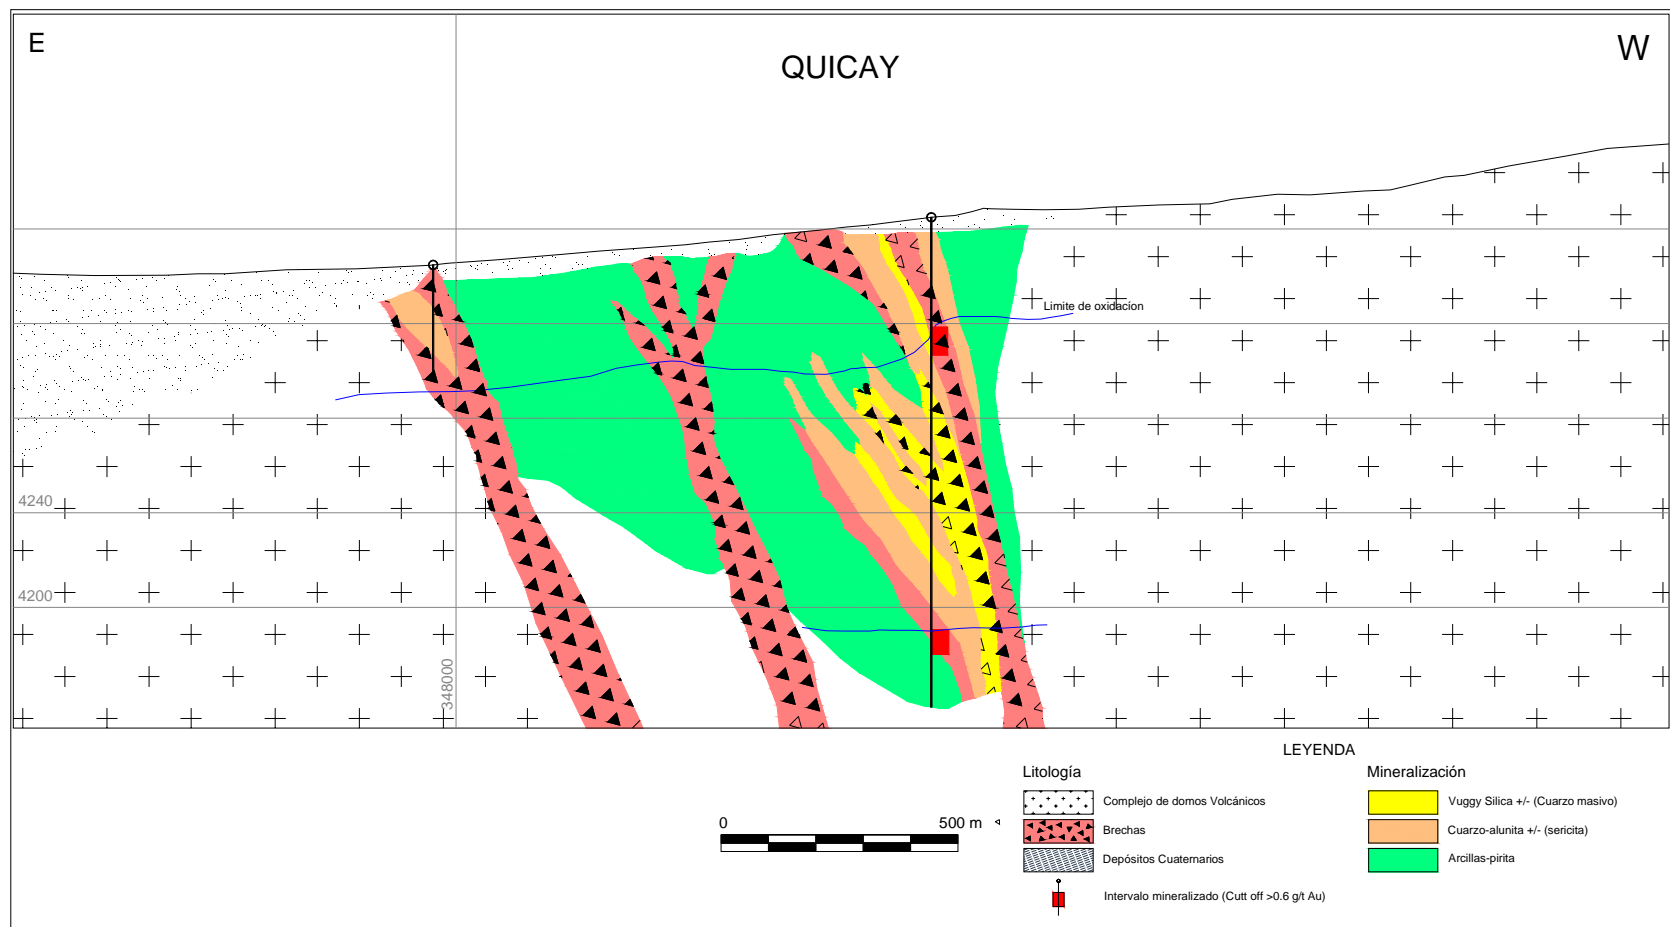 E
W
QUICAY
Limite de oxidacíon
4240
4200
348000
LEYENDA
Litología
Mineralización
Complejo de domos Volcánicos
Vuggy Silica +/- (Cuarzo masivo)
0
500 m
Brechas
Cuarzo-alunita +/- (sericita)
Depósitos Cuaternarios
Arcillas-pirita
Intervalo mineralizado (Cutt off >0.6 g/t Au)